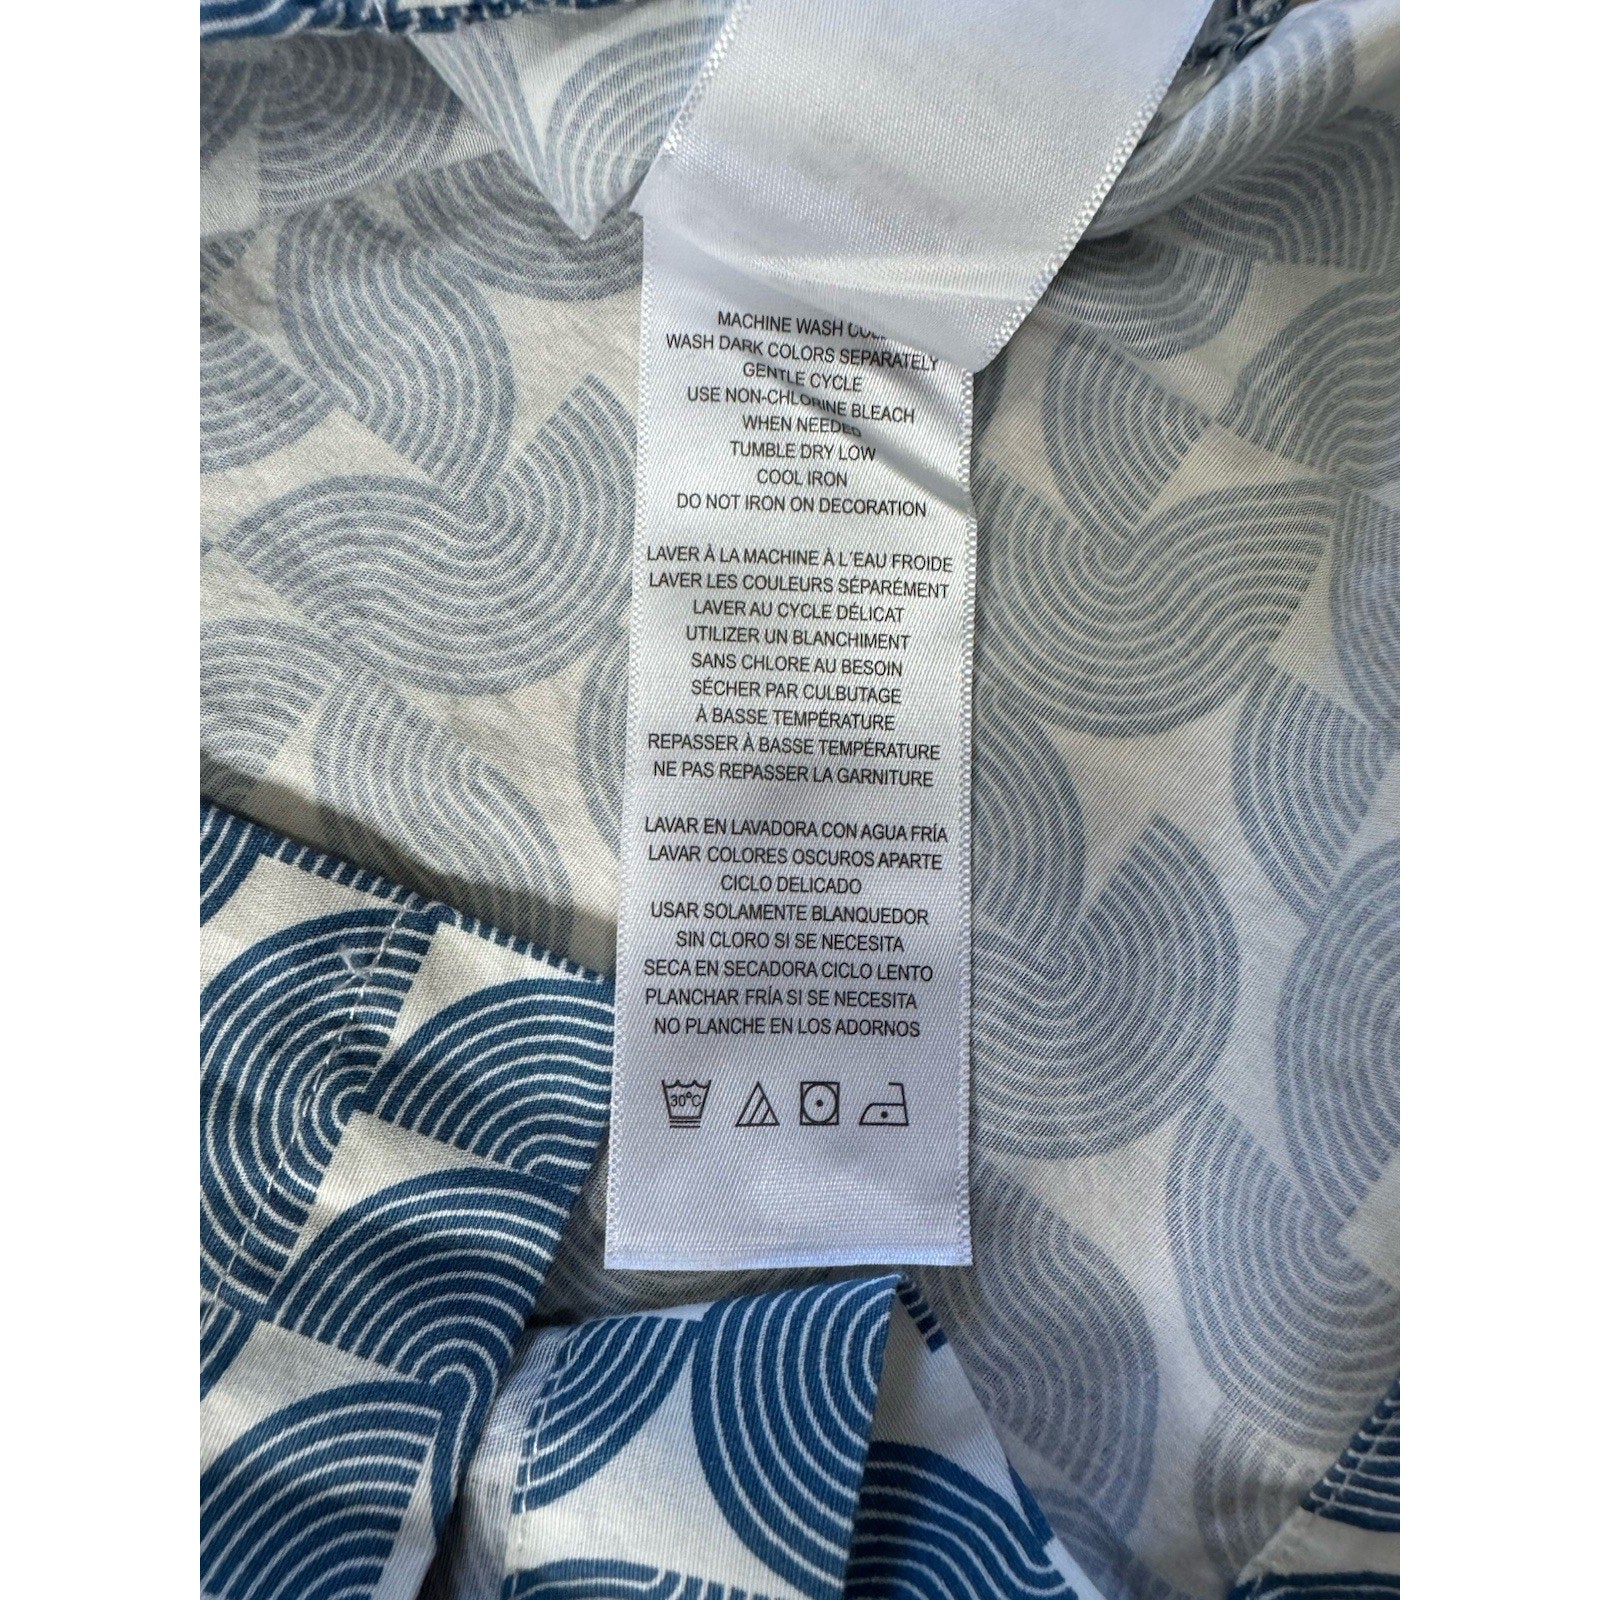 MACHINE WASH
WASH DARK COLORS SEPARATELY
GENTLE CYCLE
USE NON-CHLORINE BLEACH
WHEN NEEDED
TUMBLE DRY LOW
COOL IRON
DO NOT IRON ON DECORATION
LAVER À LA MACHINE À L'EAU FROIDE
LAVER LES COULEURS SÉPARÉMENT
LAVER AU CYCLE DÉLICAT
UTILIZER UN BLANCHIMENT
SANS CHLORE AU BESOIN
SÉCHER PAR CULBUTAGE
À BASSE TEMPÉRATURE
REPASSER À BASSE TEMPÉRATURE
NE PAS REPASSER LA GARNITURE
LAVAR EN LAVADORA CON AGUA FRÍA
LAVAR COLORES OSCUROS APARTE
CICLO DELICADO
USAR SOLAMENTE BLANQUEDOR
SIN CLORO SI SE NECESITA
SECA EN SECADORA CICLO LENTO
PLANCHAR FRÍA SI SE NECESITA
NO PLANCHE EN LOS ADORNOS
30°C